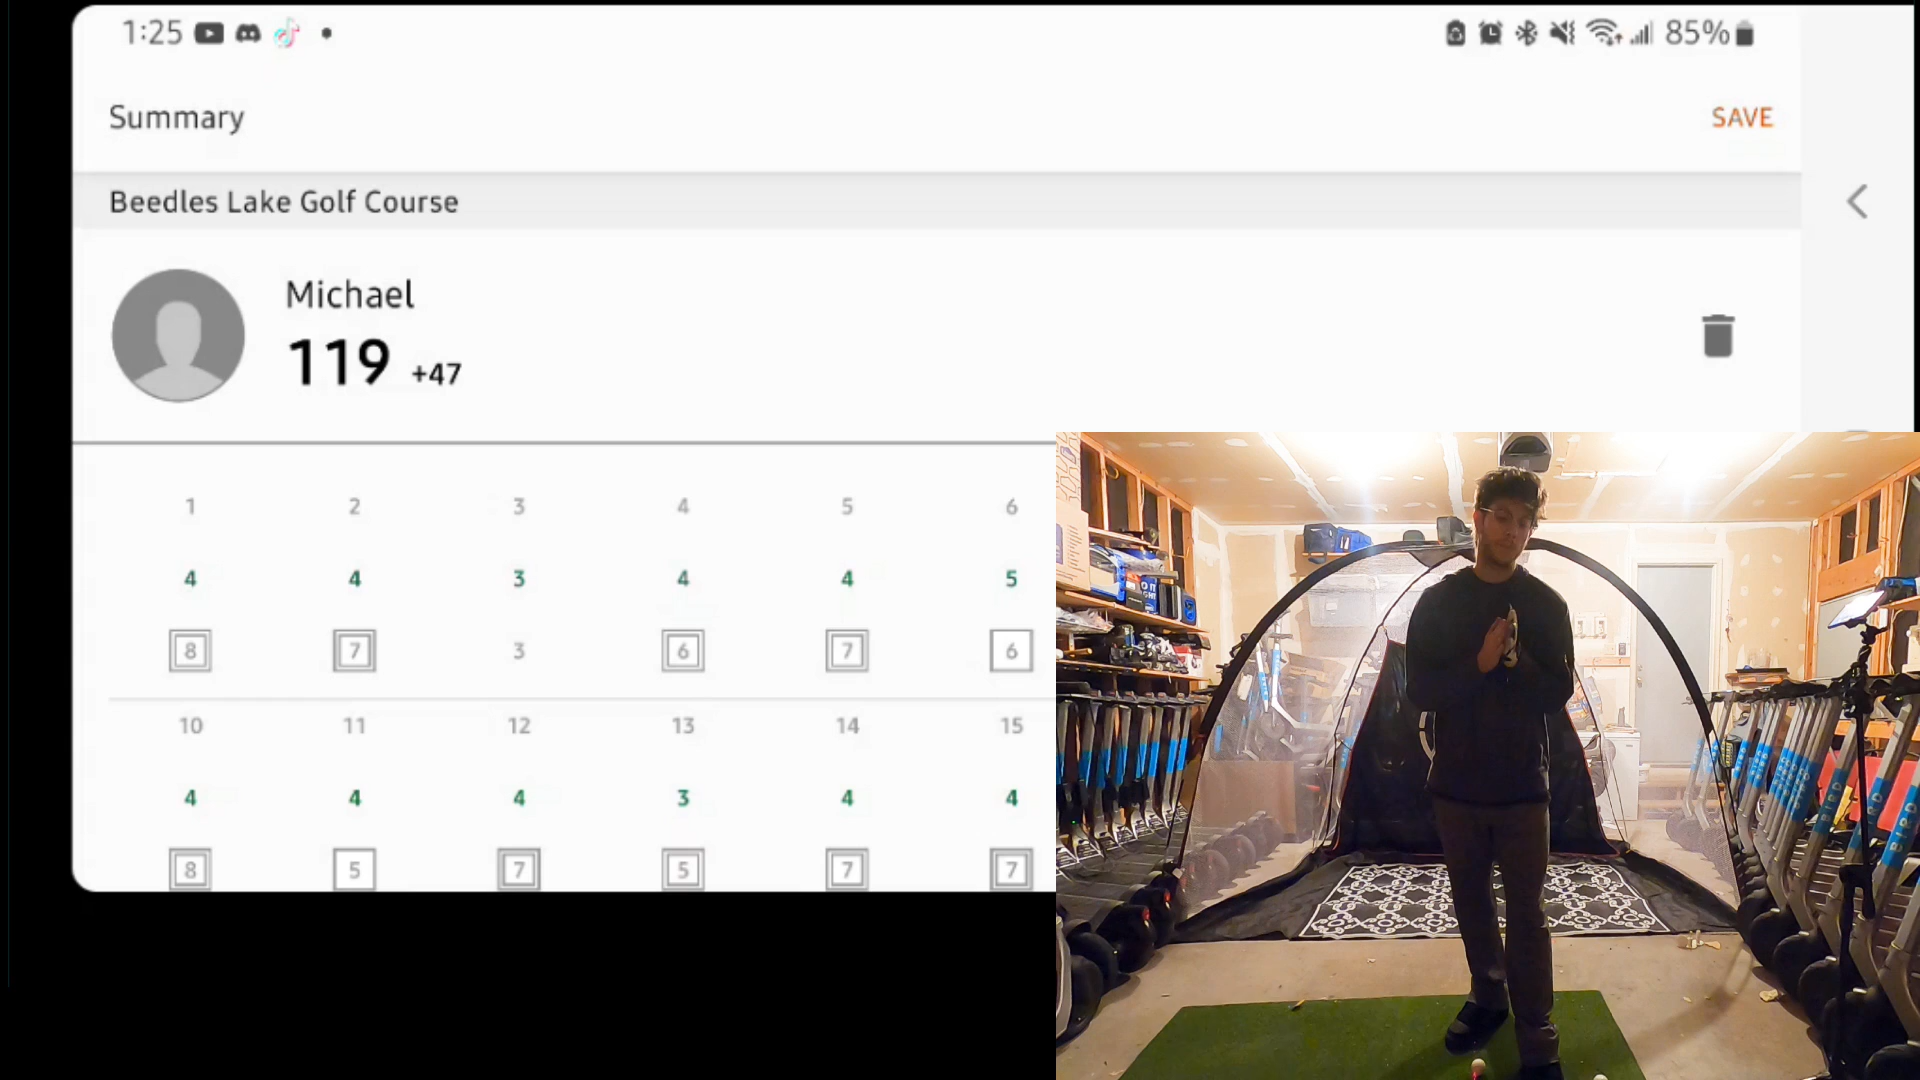 1:25
85%
Summary
SAVE
Beedles Lake Golf Course
Michael
119 +47
1 2 3 4 5 6
4 4 3 4 4 5
8 7 3 6 7 6
10 11 12 13 14 15
4 4 4 3 4 4
8 5 7 5 7 7
BIRD